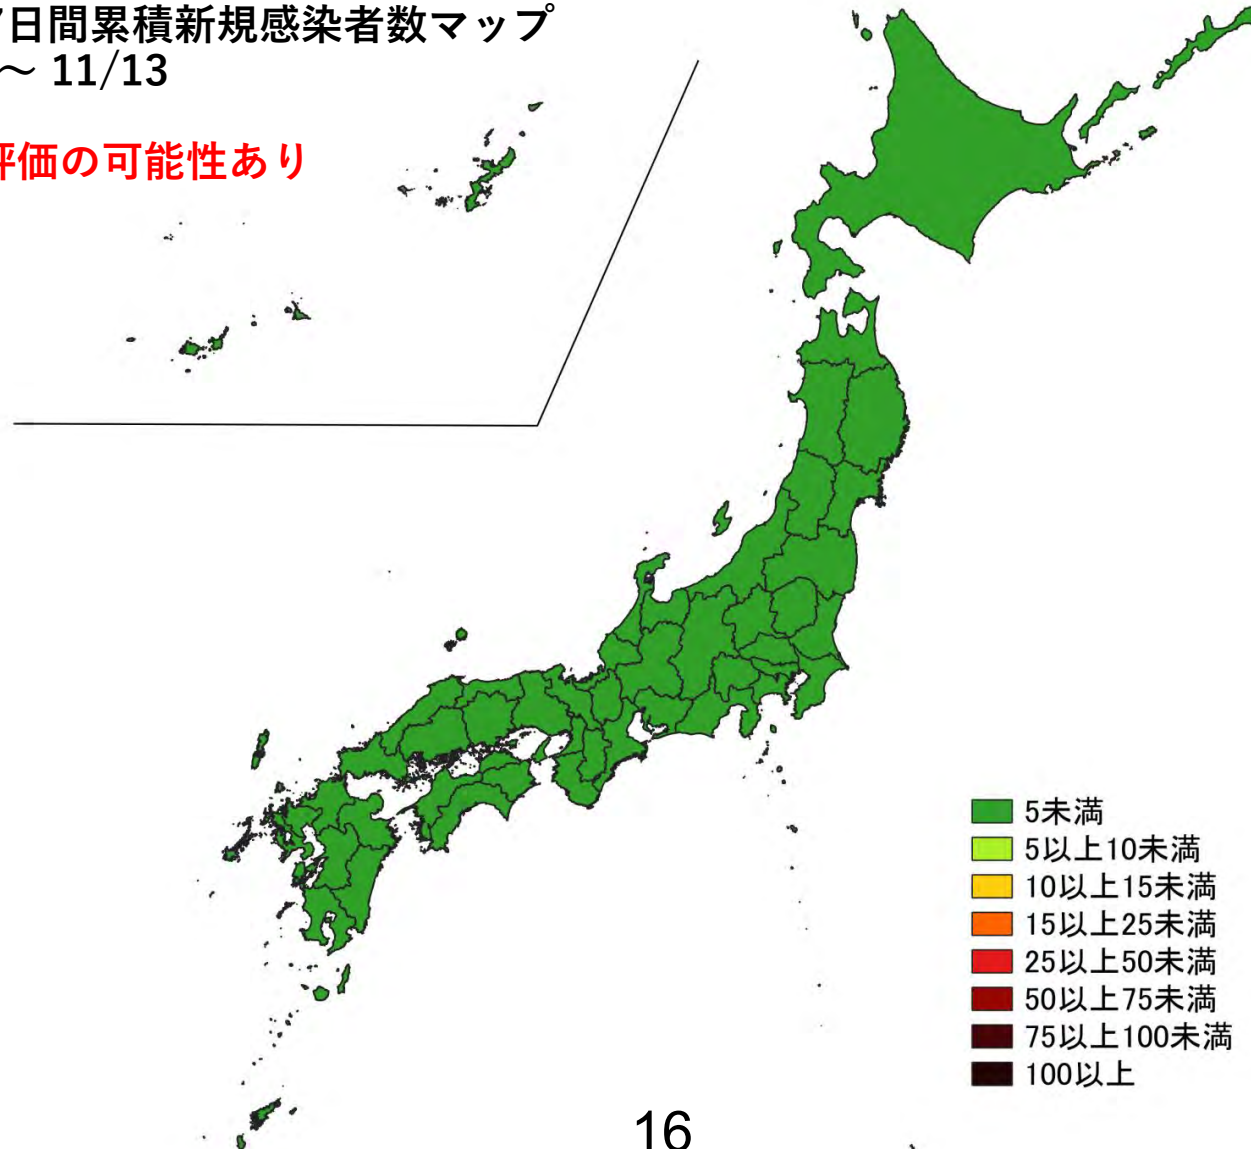 7日間累積新規感染者数マップ
～ 11/13
評価の可能性あり
5未満
5以上10未満
10以上15未満
15以上25未満
25以上50未満
50以上75未満
75以上100未満
100以上
16